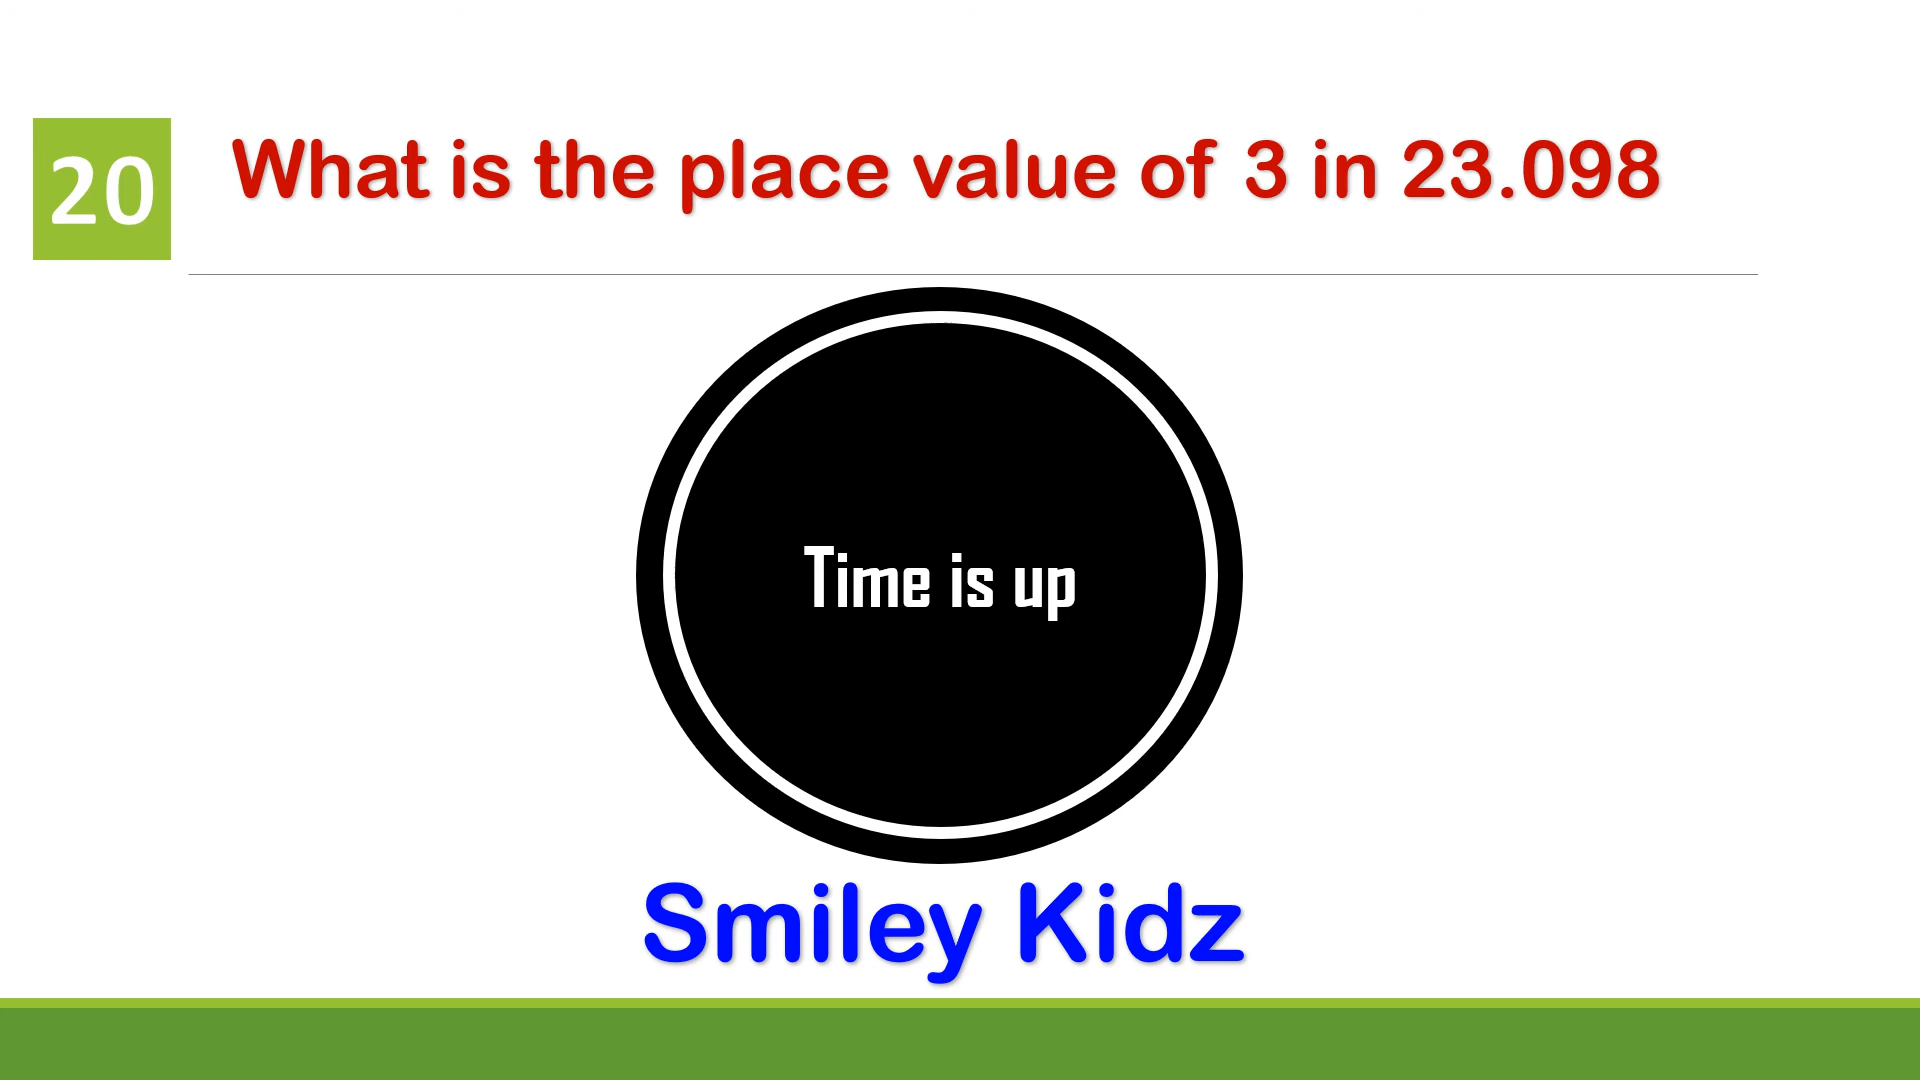 20
What is the place value of 3 in 23.098
Time is up
Smiley Kidz